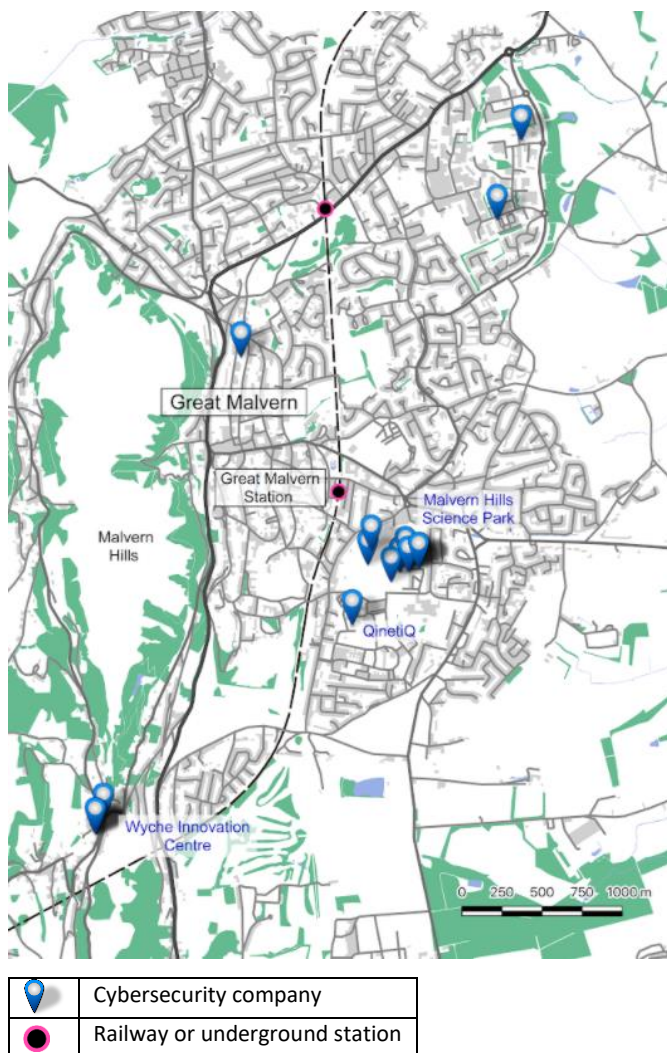 Great Malvern
Great Malvern
Station
Malvern Hills
Science Park
Malvern
Hills
QinetiQ
Wyche Innovation
Centre
0 250 500 750 1000 m
Cybersecurity company
Railway or underground station